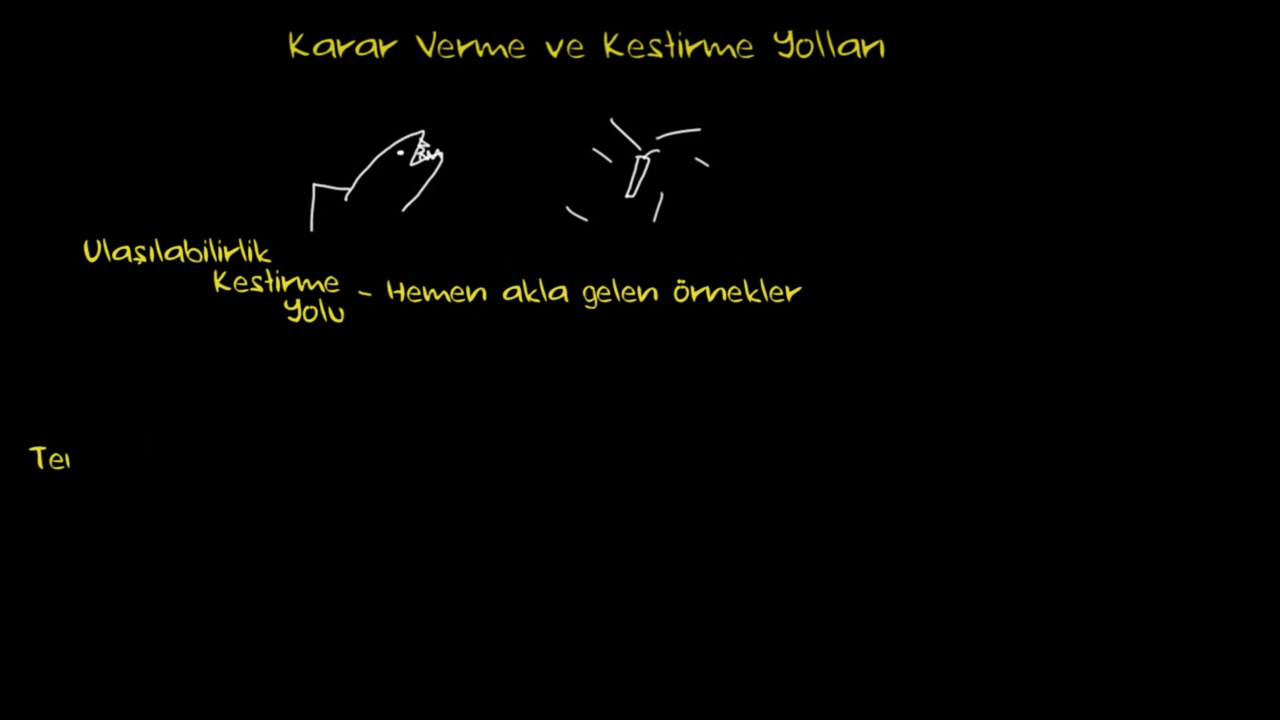 Karar Verme ve Kestirme Yolları
Ulaşılabilirlik
Kestirme
Yolu
- Hemen akla gelen örnekler